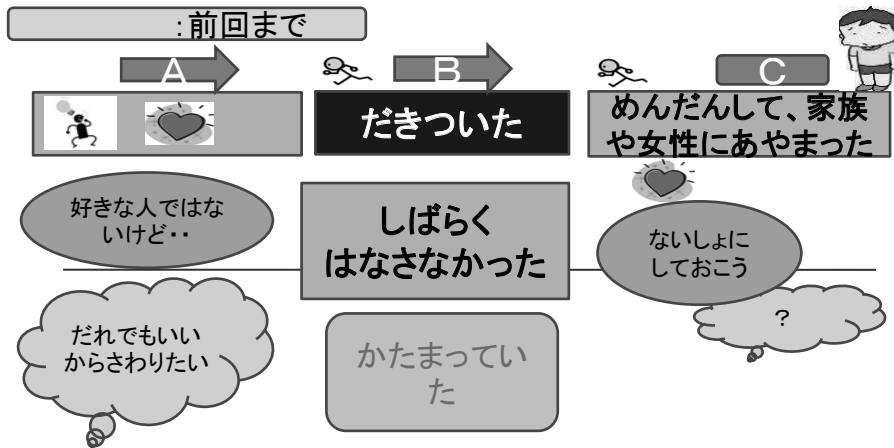 :前回まで
A
B
C
だきついた
めんだんして、家族
や女性にあやまった
好きな人ではな
いけど・・
しばらく
はなさなかった
ないしょに
しておこう
だれでもいい
からさわりたい
かたまってい
た
?